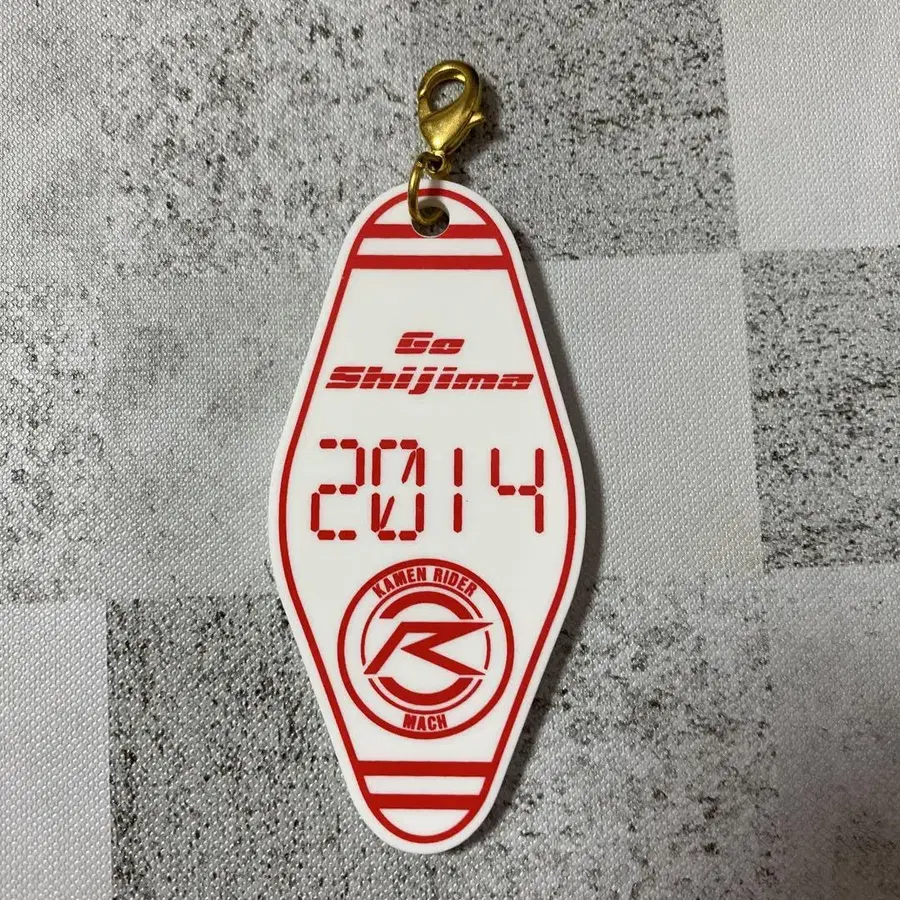 Go
Shijima
2014
KAMEN RIDER
R
MACH